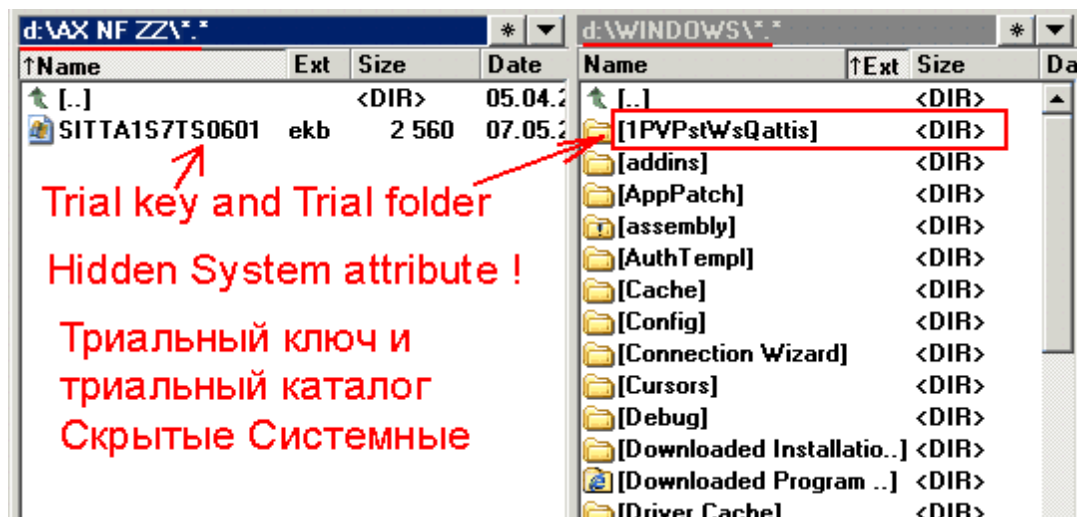 d:\AX NF ZZ\*.* * ▼
↑Name Ext Size Date
[..] <DIR> 05.04.2
SITTA1S7TS0601 ekb 2 560 07.05.2
Trial key and Trial folder
Hidden System attribute !
Триальный ключ и
триальный каталог
Скрытые Системные
d:\WINDOWS\*.* * ▼
Name ↑Ext Size Da
[..] <DIR>
[1PVPstWsQattis] <DIR>
[addins] <DIR>
[AppPatch] <DIR>
[assembly] <DIR>
[AuthTempl] <DIR>
[Cache] <DIR>
[Config] <DIR>
[Connection Wizard] <DIR>
[Cursors] <DIR>
[Debug] <DIR>
[Downloaded Installatio..] <DIR>
[Downloaded Program ..] <DIR>
[Driver Cache] <DIR>